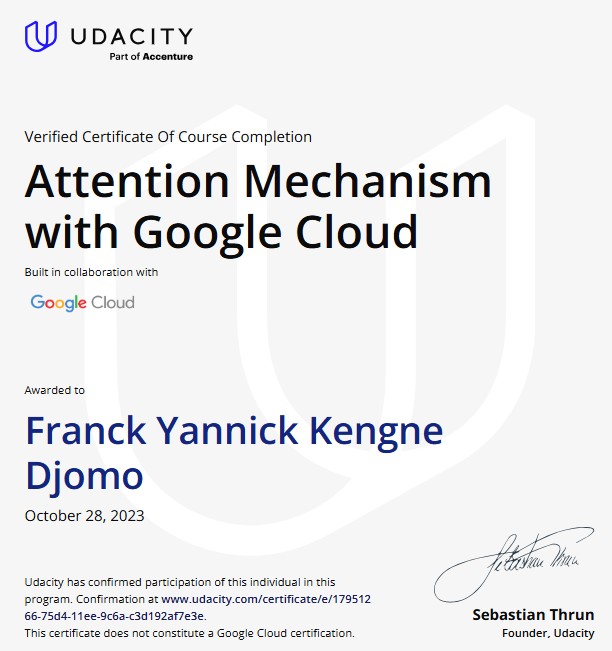 UDACITY
Part of Accenture
Verified Certificate Of Course Completion
Attention Mechanism
with Google Cloud
Built in collaboration with
Google Cloud
Awarded to
Franck Yannick Kengne
Djomo
October 28, 2023
Udacity has confirmed participation of this individual in this
program. Confirmation at www.udacity.com/certificate/e/179512
66-75d4-11ee-9c6a-c3d192af7e3e.
This certificate does not constitute a Google Cloud certification.
Sebastian Thrun
Sebastian Thrun
Founder, Udacity